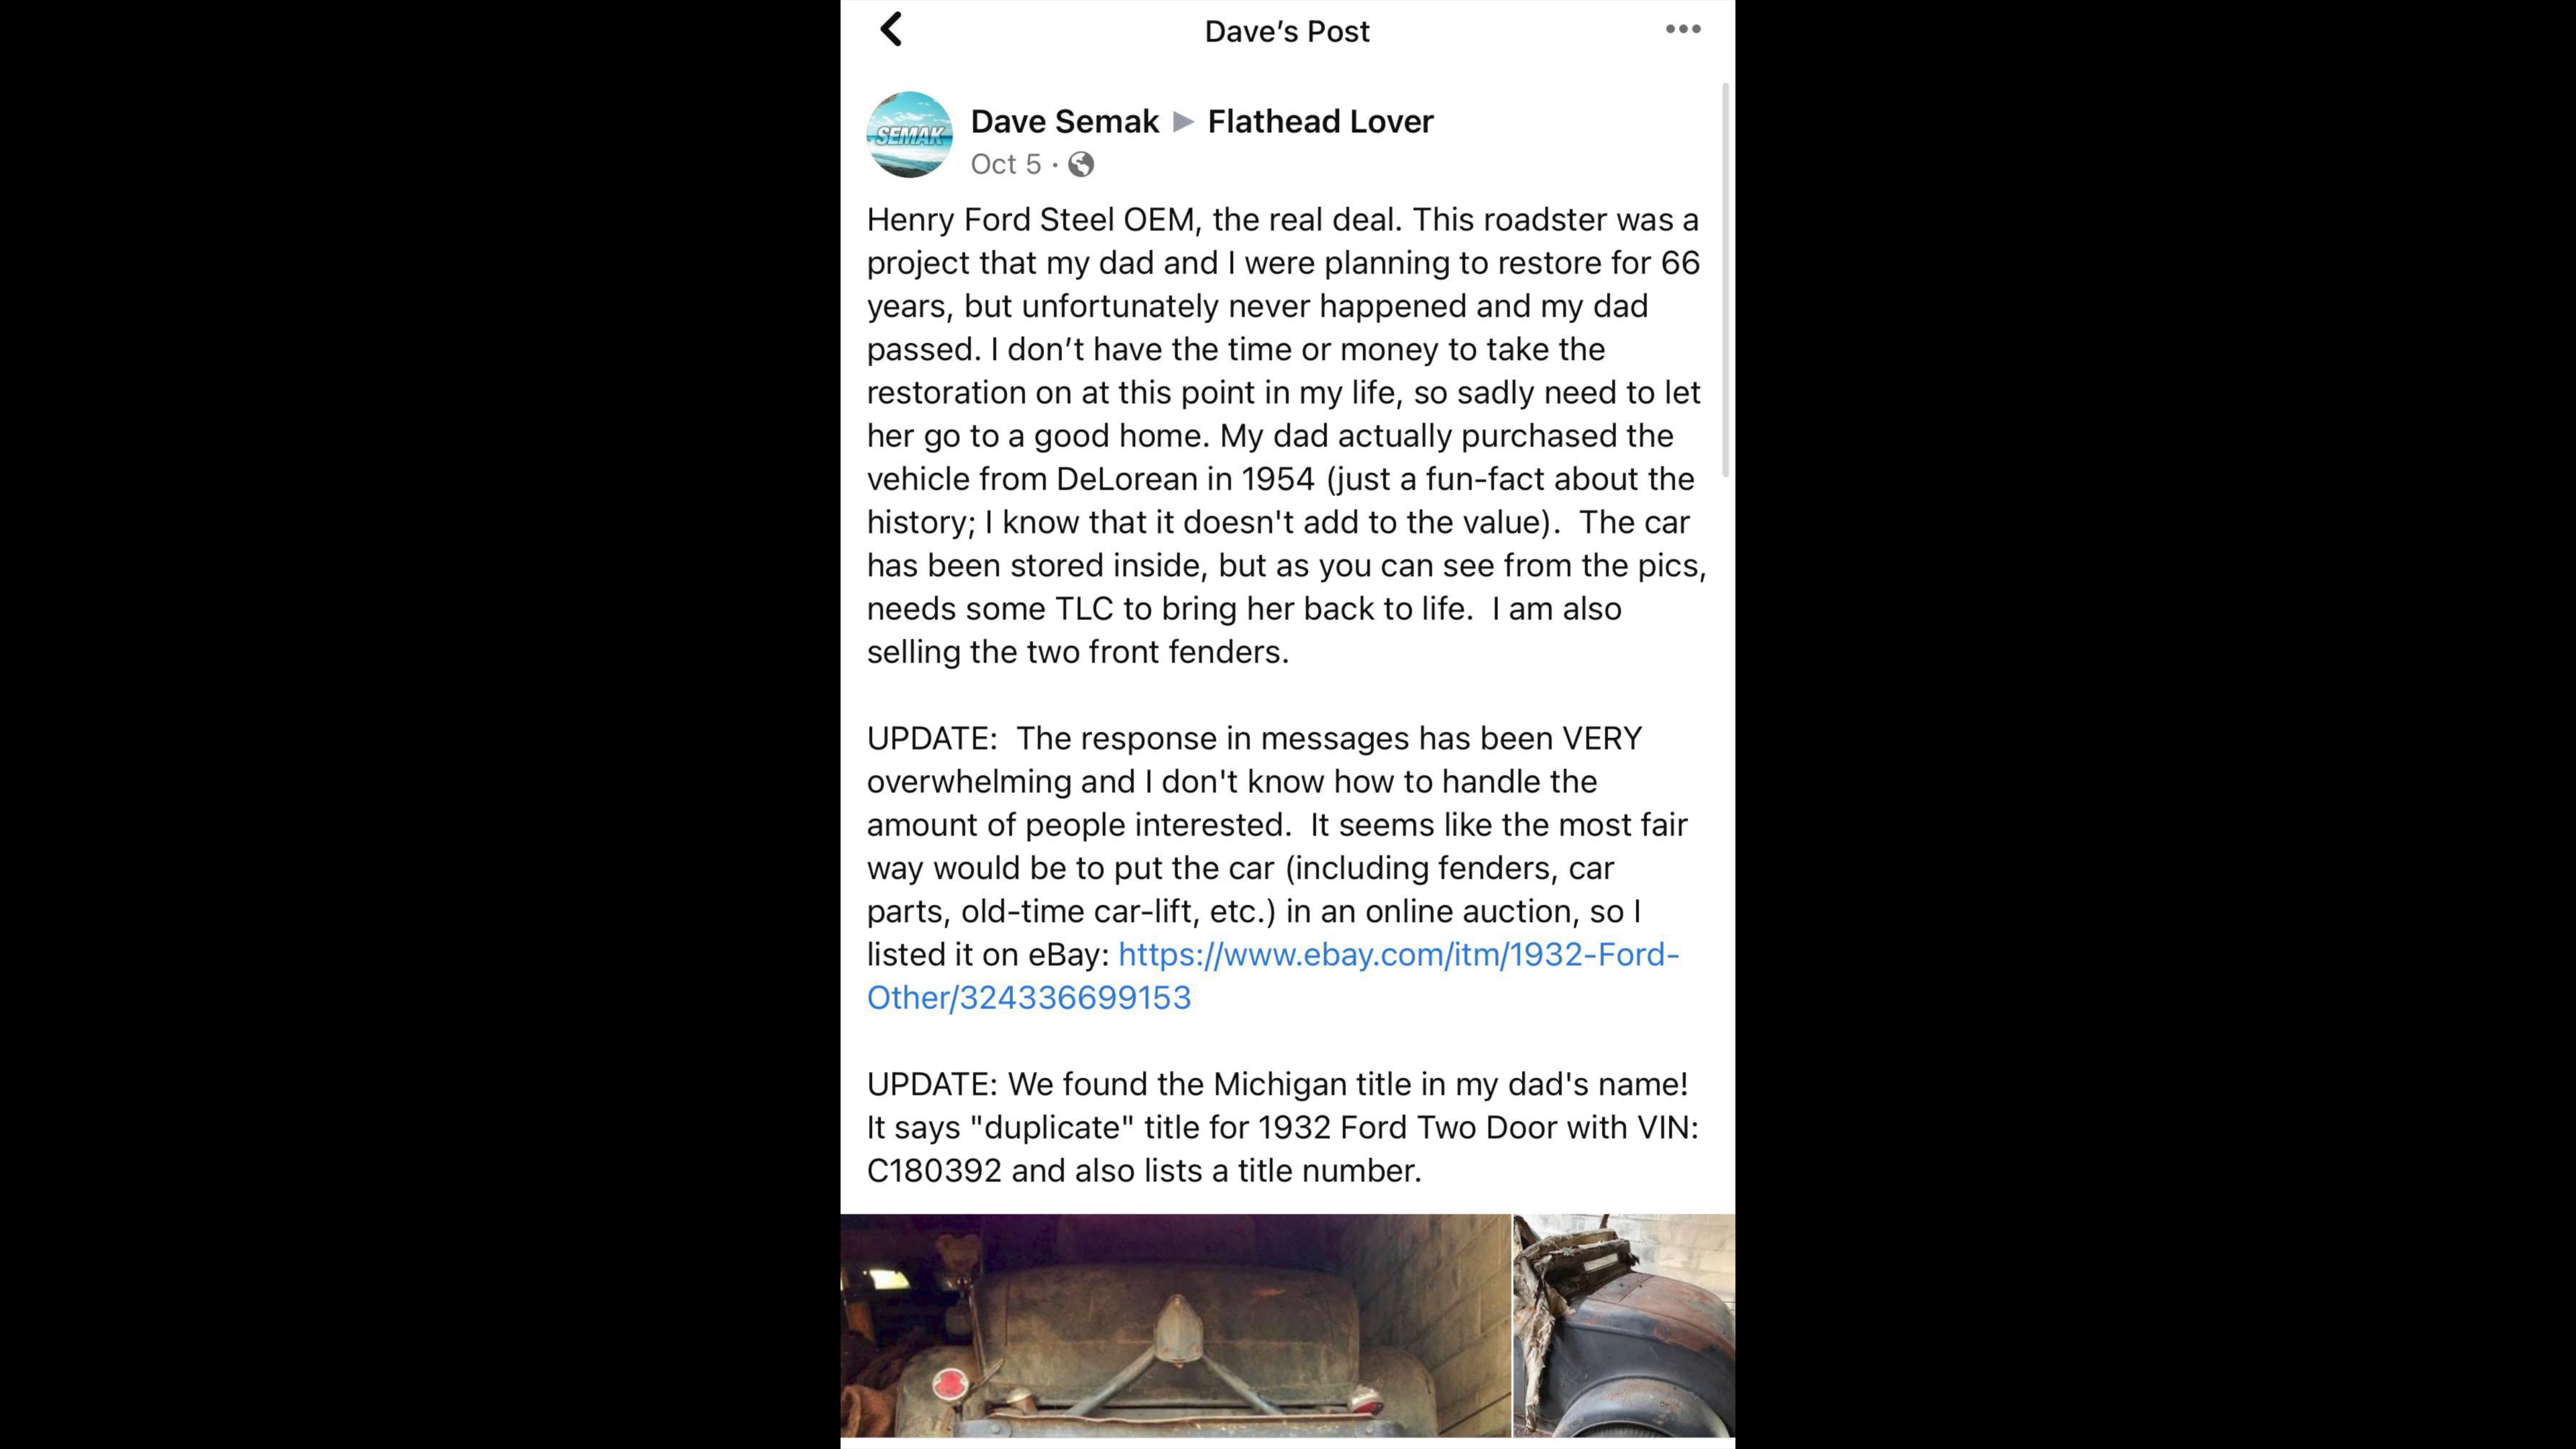 Dave’s Post
SEMAK
Dave Semak ▶ Flathead Lover
Oct 5 ·
Henry Ford Steel OEM, the real deal. This roadster was a
project that my dad and I were planning to restore for 66
years, but unfortunately never happened and my dad
passed. I don’t have the time or money to take the
restoration on at this point in my life, so sadly need to let
her go to a good home. My dad actually purchased the
vehicle from DeLorean in 1954 (just a fun-fact about the
history; I know that it doesn't add to the value).  The car
has been stored inside, but as you can see from the pics,
needs some TLC to bring her back to life.  I am also
selling the two front fenders.
UPDATE:  The response in messages has been VERY
overwhelming and I don't know how to handle the
amount of people interested.  It seems like the most fair
way would be to put the car (including fenders, car
parts, old-time car-lift, etc.) in an online auction, so I
listed it on eBay: https://www.ebay.com/itm/1932-Ford-
Other/324336699153
UPDATE: We found the Michigan title in my dad's name!
It says "duplicate" title for 1932 Ford Two Door with VIN:
C180392 and also lists a title number.